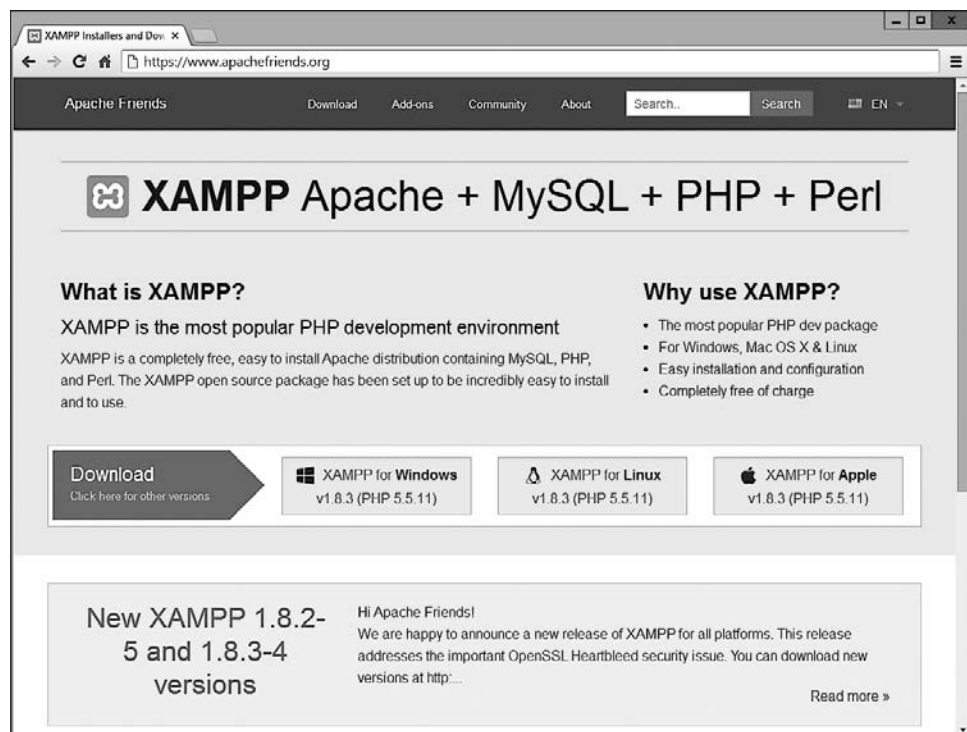 XAMPP Installers and Dov
https://www.apachefriends.org
Apache Friends Download Add-ons Community About Search.. Search EN
XAMPP Apache + MySQL + PHP + Perl
What is XAMPP?
XAMPP is the most popular PHP development environment
XAMPP is a completely free, easy to install Apache distribution containing MySQL, PHP,
and Perl. The XAMPP open source package has been set up to be incredibly easy to install
and to use.
Why use XAMPP?
• The most popular PHP dev package
• For Windows, Mac OS X & Linux
• Easy installation and configuration
• Completely free of charge
Download
Click here for other versions
XAMPP for Windows
v1.8.3 (PHP 5.5.11)
XAMPP for Linux
v1.8.3 (PHP 5.5.11)
XAMPP for Apple
v1.8.3 (PHP 5.5.11)
New XAMPP 1.8.2-
5 and 1.8.3-4
versions
Hi Apache Friends!
We are happy to announce a new release of XAMPP for all platforms. This release
addresses the important OpenSSL Heartbleed security issue. You can download new
versions at http:...
Read more »